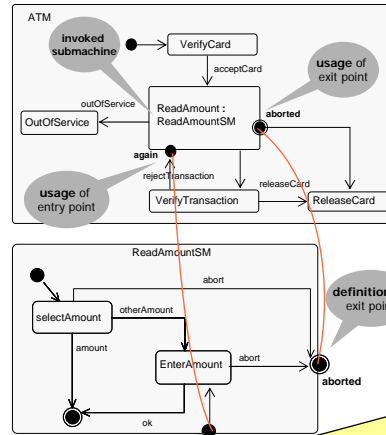 ATM
invoked
submachine
VerifyCard
usage of
exit point
acceptCard
outOfService
ReadAmount :
ReadAmountSM
aborted
OutOfService
again
rejectTransaction
usage of
entry point
releaseCard
VerifyTransaction
ReleaseCard
ReadAmountSM
abort
selectAmount
otherAmount
definition
exit poin
amount
EnterAmount
abort
aborted
ok